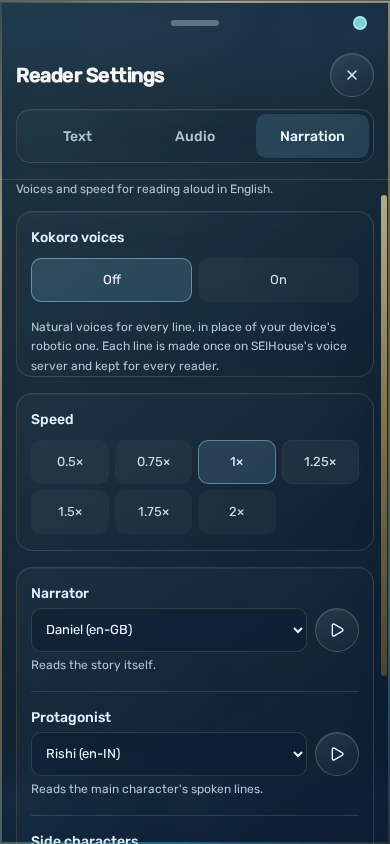 Reader Settings
Text
Audio
Narration
Voices and speed for reading aloud in English.
Kokoro voices
Off
On
Natural voices for every line, in place of your device's
robotic one. Each line is made once on SEIHouse's voice
server and kept for every reader.
Speed
0.5×
0.75×
1×
1.25×
1.5×
1.75×
2×
Narrator
Daniel (en-GB)
Reads the story itself.
Protagonist
Rishi (en-IN)
Reads the main character's spoken lines.
Side characters